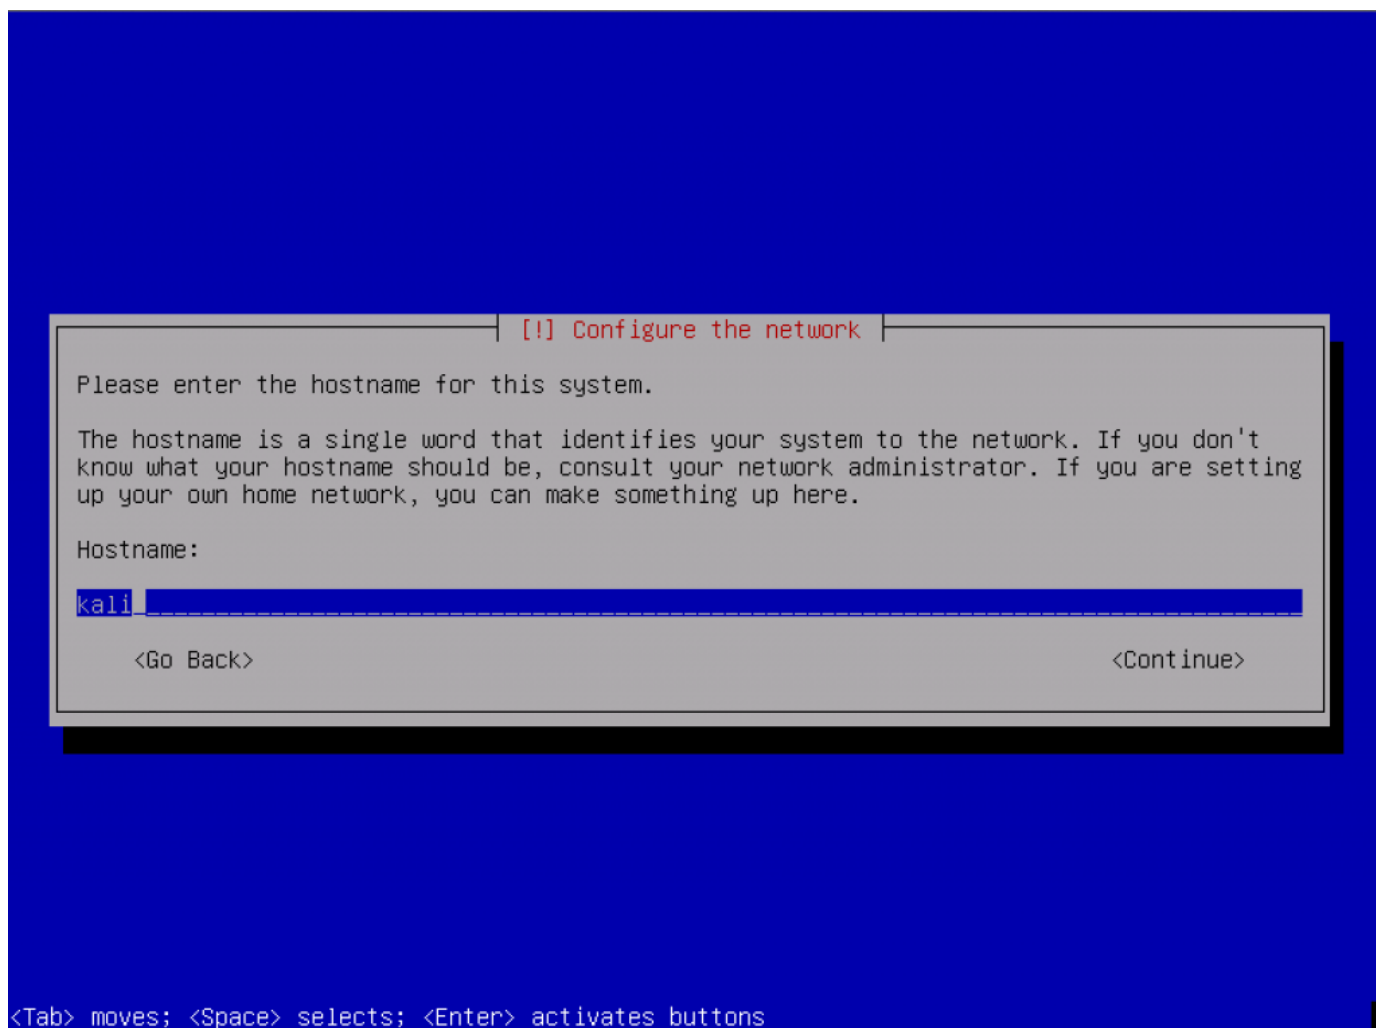 [!] Configure the network
Please enter the hostname for this system.
The hostname is a single word that identifies your system to the network. If you don't
know what your hostname should be, consult your network administrator. If you are setting
up your own home network, you can make something up here.
Hostname:
kali
<Go Back> <Continue>
<Tab> moves; <Space> selects; <Enter> activates buttons